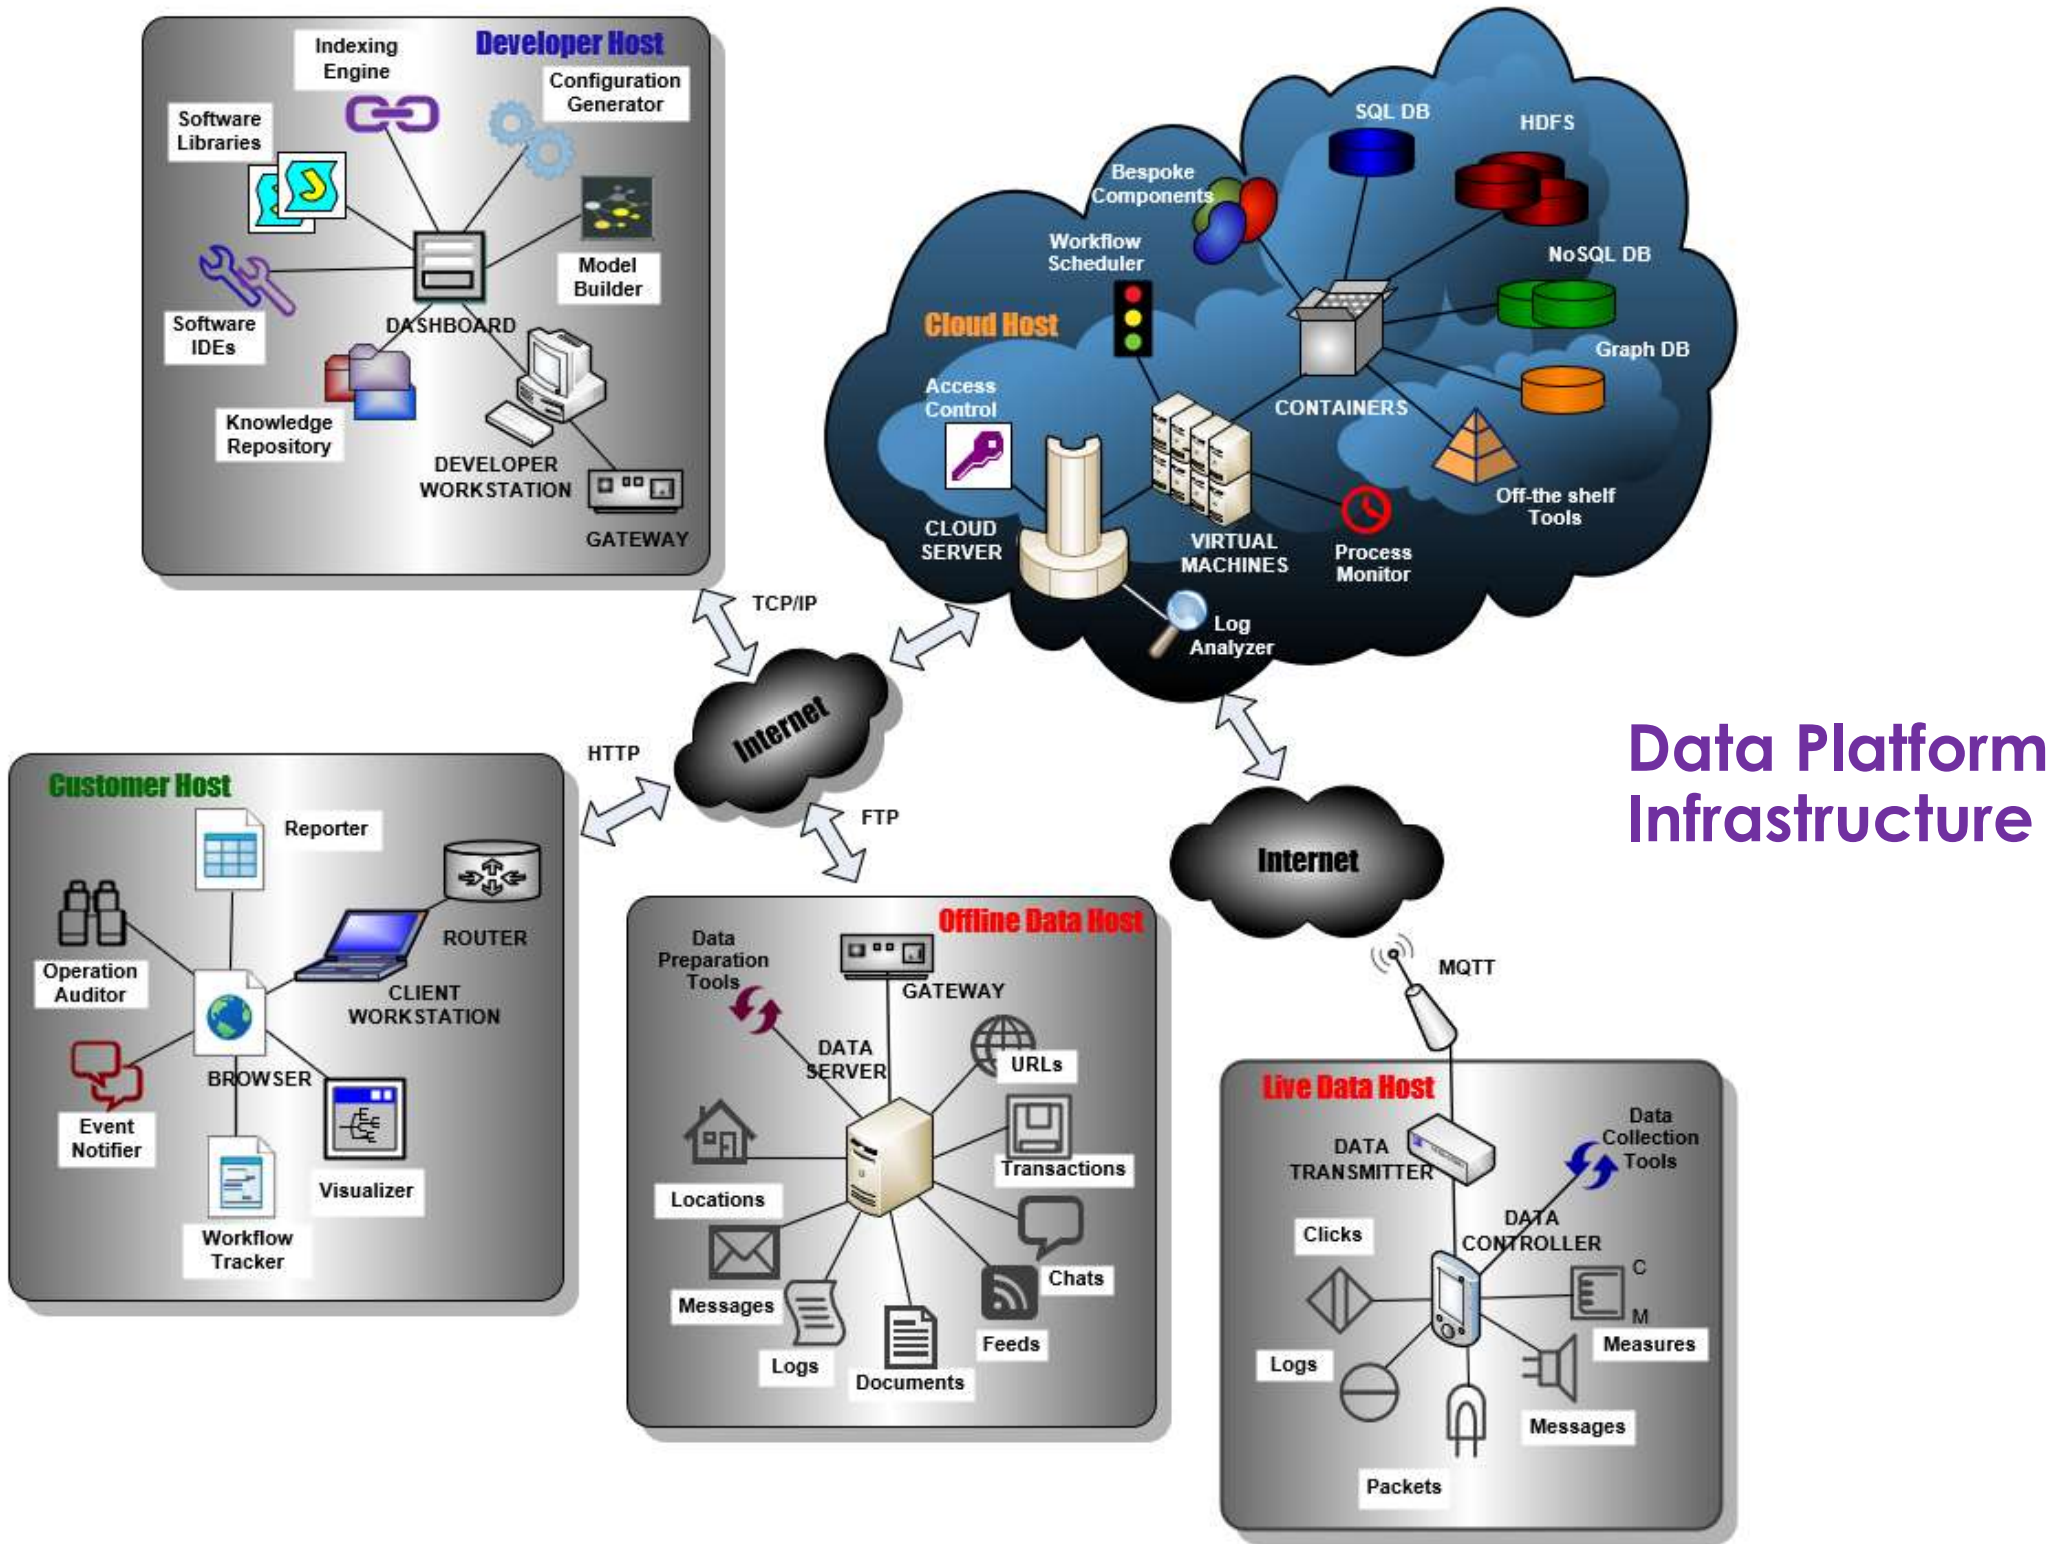 Developer Host
Indexing
Engine
Configuration
Generator
Software
Libraries
Model
Builder
Software
IDEs
DASHBOARD
Knowledge
Repository
DEVELOPER
WORKSTATION
GATEWAY
SQL DB
HDFS
Bespoke
Components
Workflow
Scheduler
NoSQL DB
Cloud Host
Graph DB
Access
Control
CONTAINERS
Off-the shelf
Tools
CLOUD
SERVER
VIRTUAL
MACHINES
Process
Monitor
Log
Analyzer
TCP/IP
Internet
HTTP
FTP
Data Platform
Infrastructure
Internet
MQTT
Customer Host
Reporter
ROUTER
Operation
Auditor
CLIENT
WORKSTATION
BROWSER
Event
Notifier
Visualizer
Workflow
Tracker
Offline Data Host
Data
Preparation
Tools
GATEWAY
DATA
SERVER
URLs
Transactions
Locations
Chats
Messages
Feeds
Logs
Documents
Live Data Host
Data
Collection
Tools
DATA
TRANSMITTER
DATA
CONTROLLER
Clicks
C
M
Measures
Logs
Messages
Packets